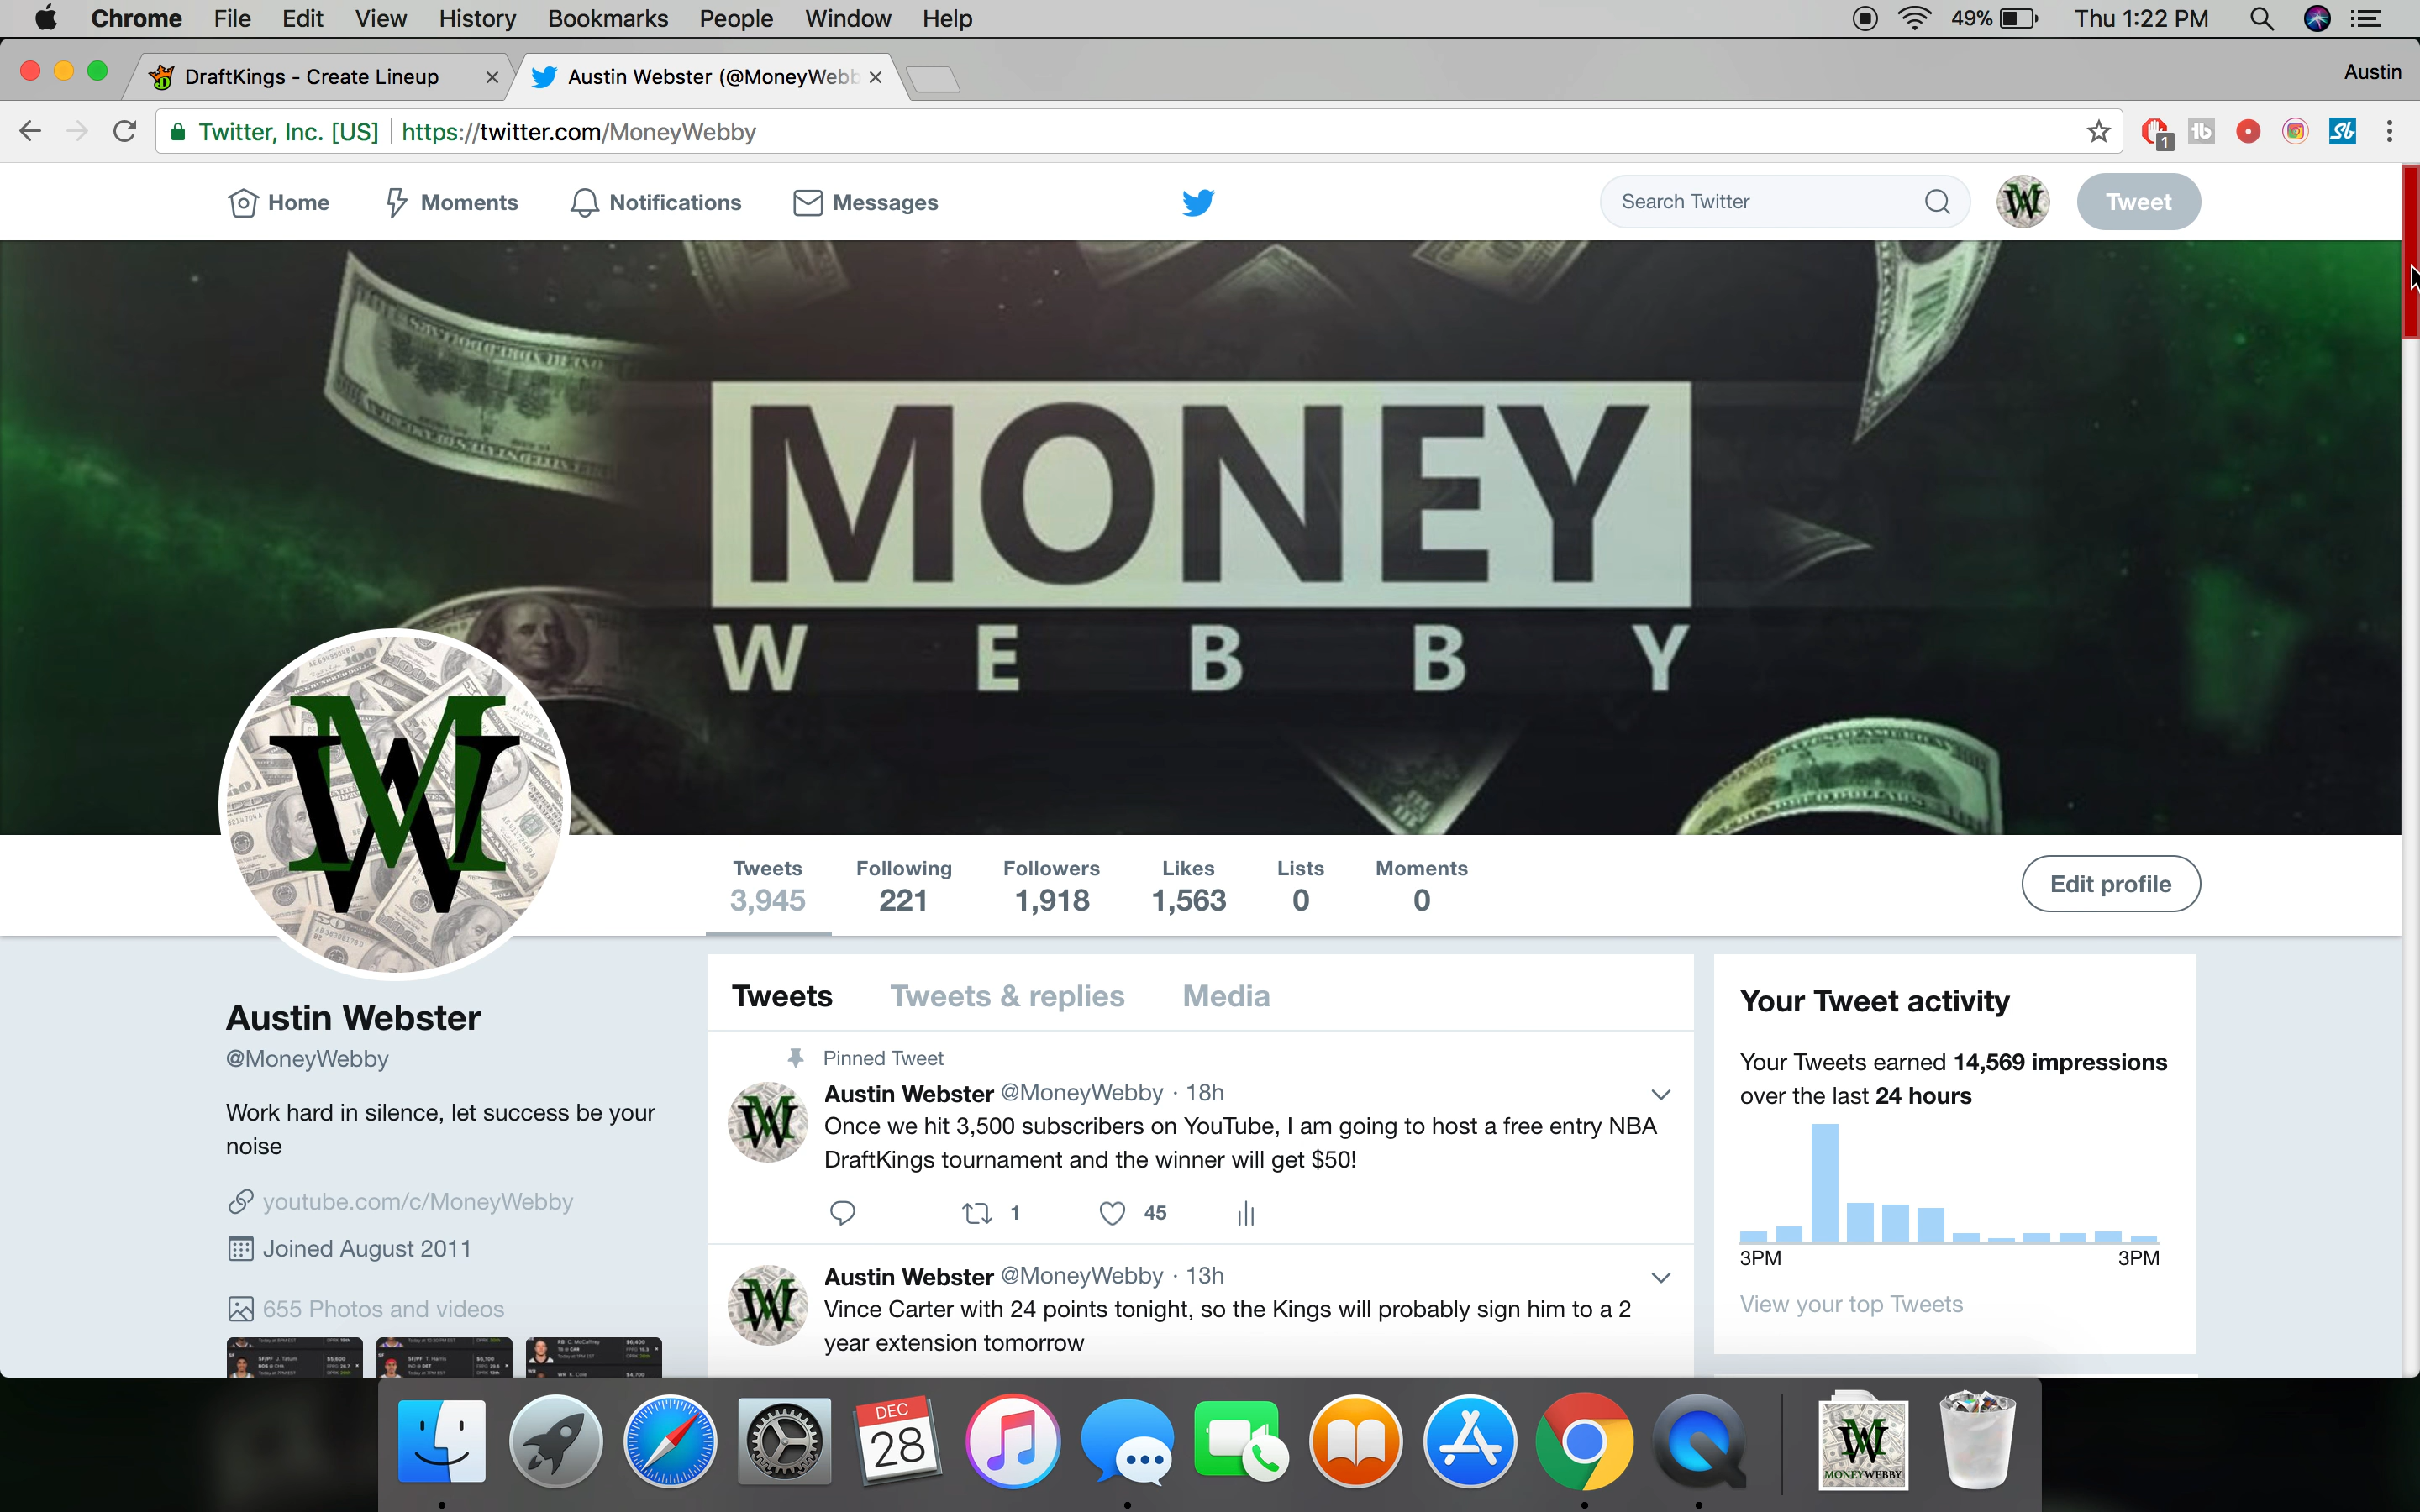 Chrome File Edit View History Bookmarks People Window Help 49% Thu 1:22 PM
DraftKings - Create Lineup Austin Webster (@MoneyWebb Austin
Twitter, Inc. [US] https://twitter.com/MoneyWebby 1
Home Moments Notifications Messages Search Twitter Tweet
MONEY
WEBBY
Tweets Following Followers Likes Lists Moments
3,945 221 1,918 1,563 0 0
Edit profile
Austin Webster
@MoneyWebby
Work hard in silence, let success be your
noise
youtube.com/c/MoneyWebby
Joined August 2011
655 Photos and videos
Tweets Tweets & replies Media
Pinned Tweet
Austin Webster @MoneyWebby · 18h
Once we hit 3,500 subscribers on YouTube, I am going to host a free entry NBA
DraftKings tournament and the winner will get $50!
1 45
Austin Webster @MoneyWebby · 13h
Vince Carter with 24 points tonight, so the Kings will probably sign him to a 2
year extension tomorrow
Your Tweet activity
Your Tweets earned 14,569 impressions
over the last 24 hours
3PM 3PM
View your top Tweets
DEC
28
MONEYWEBBY